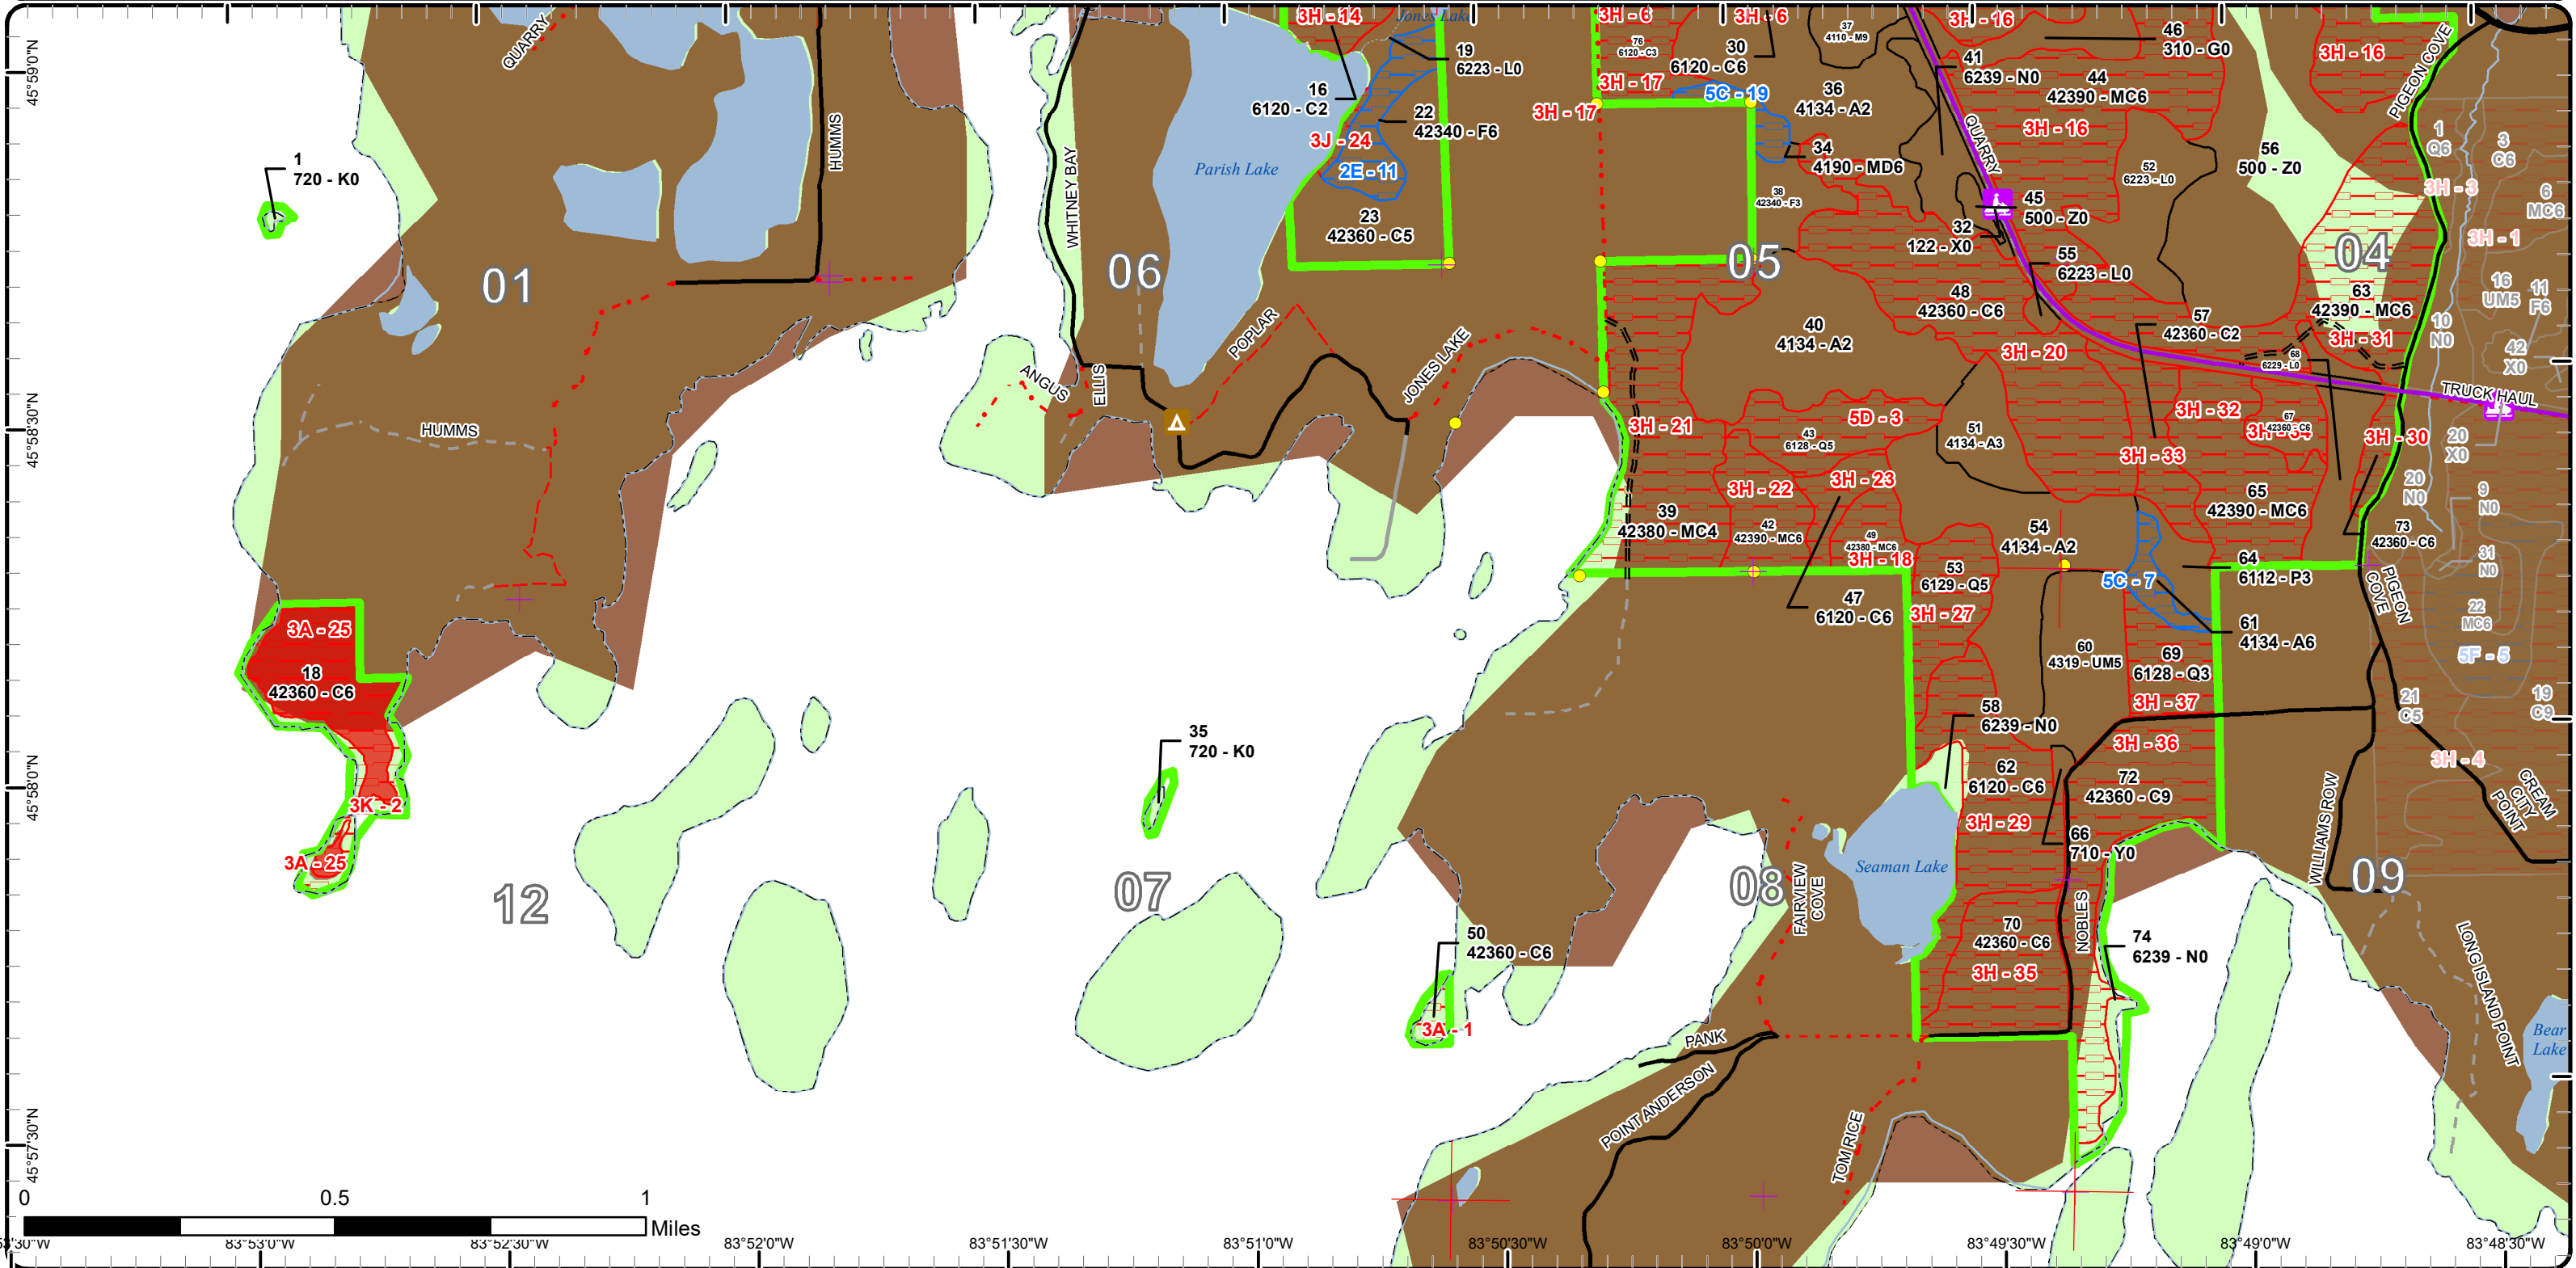 QUARRY
3H - 14
Jones Lake
3H - 6
3H - 6
37
4110 - M9
3H - 16
46
310 - G0
3H - 16
PIGEON COVE
45°59'0"N
19
6223 - L0
76
6120 - C3
30
6120 - C6
41
6239 - N0
44
42390 - MC6
16
6120 - C2
3H - 17
5C - 19
36
4134 - A2
22
42340 - F6
3H - 17
3H - 16
QUARRY
1
Q6
3
C6
HUMMS
3J - 24
34
4190 - MD6
56
500 - Z0
1
720 - K0
WHITNEY BAY
Parish Lake
2E - 11
52
6223 - L0
3H - 3
38
42340 - F3
45
500 - Z0
6
MC6
23
42360 - C5
32
122 - X0
3H - 1
01
06
05
04
55
6223 - L0
16
UM5
11
F6
48
42360 - C6
63
42390 - MC6
57
42360 - C2
40
4134 - A2
10
N0
POPLAR
JONES LAKE
3H - 20
3H - 31
68
6229 - L0
42
X0
ANGUS
ELLIS
TRUCK HAUL
45°58'30"N
HUMMS
3H - 21
5D - 3
43
6128 - Q5
51
4134 - A3
3H - 32
67
42360 - C6
3H - 34
3H - 30
20
X0
3H - 33
3H - 22
3H - 23
65
42390 - MC6
20
N0
9
N0
39
42380 - MC4
42
42390 - MC6
49
42380 - MC6
3H - 18
54
4134 - A2
73
42360 - C6
53
6129 - Q5
64
6112 - P3
31
N0
5C - 7
PIGEON
COVE
47
6120 - C6
3H - 27
61
4134 - A6
22
MC6
3A - 25
60
4319 - UM5
69
6128 - Q3
5F - 5
18
42360 - C6
3H - 37
21
C5
19
C9
35
720 - K0
58
6239 - N0
3H - 36
3H - 4
62
6120 - C6
72
42360 - C9
45°58'0"N
3K - 2
CREAM
CITY
POINT
3H - 29
WILLIAMS ROW
66
710 - Y0
3A - 25
Seaman Lake
12
07
08
09
FAIRVIEW
COVE
50
42360 - C6
70
42360 - C6
NOBLES
74
6239 - N0
3H - 35
LONG ISLAND POINT
3A - 1
PANK
Bear
Lake
POINT ANDERSON
TOM RICE
45°57'30"N
0
0.5
1
Miles
83°53'0"W
83°52'30"W
83°52'0"W
83°51'30"W
83°51'0"W
83°50'30"W
83°50'0"W
83°49'30"W
83°49'0"W
83°48'30"W